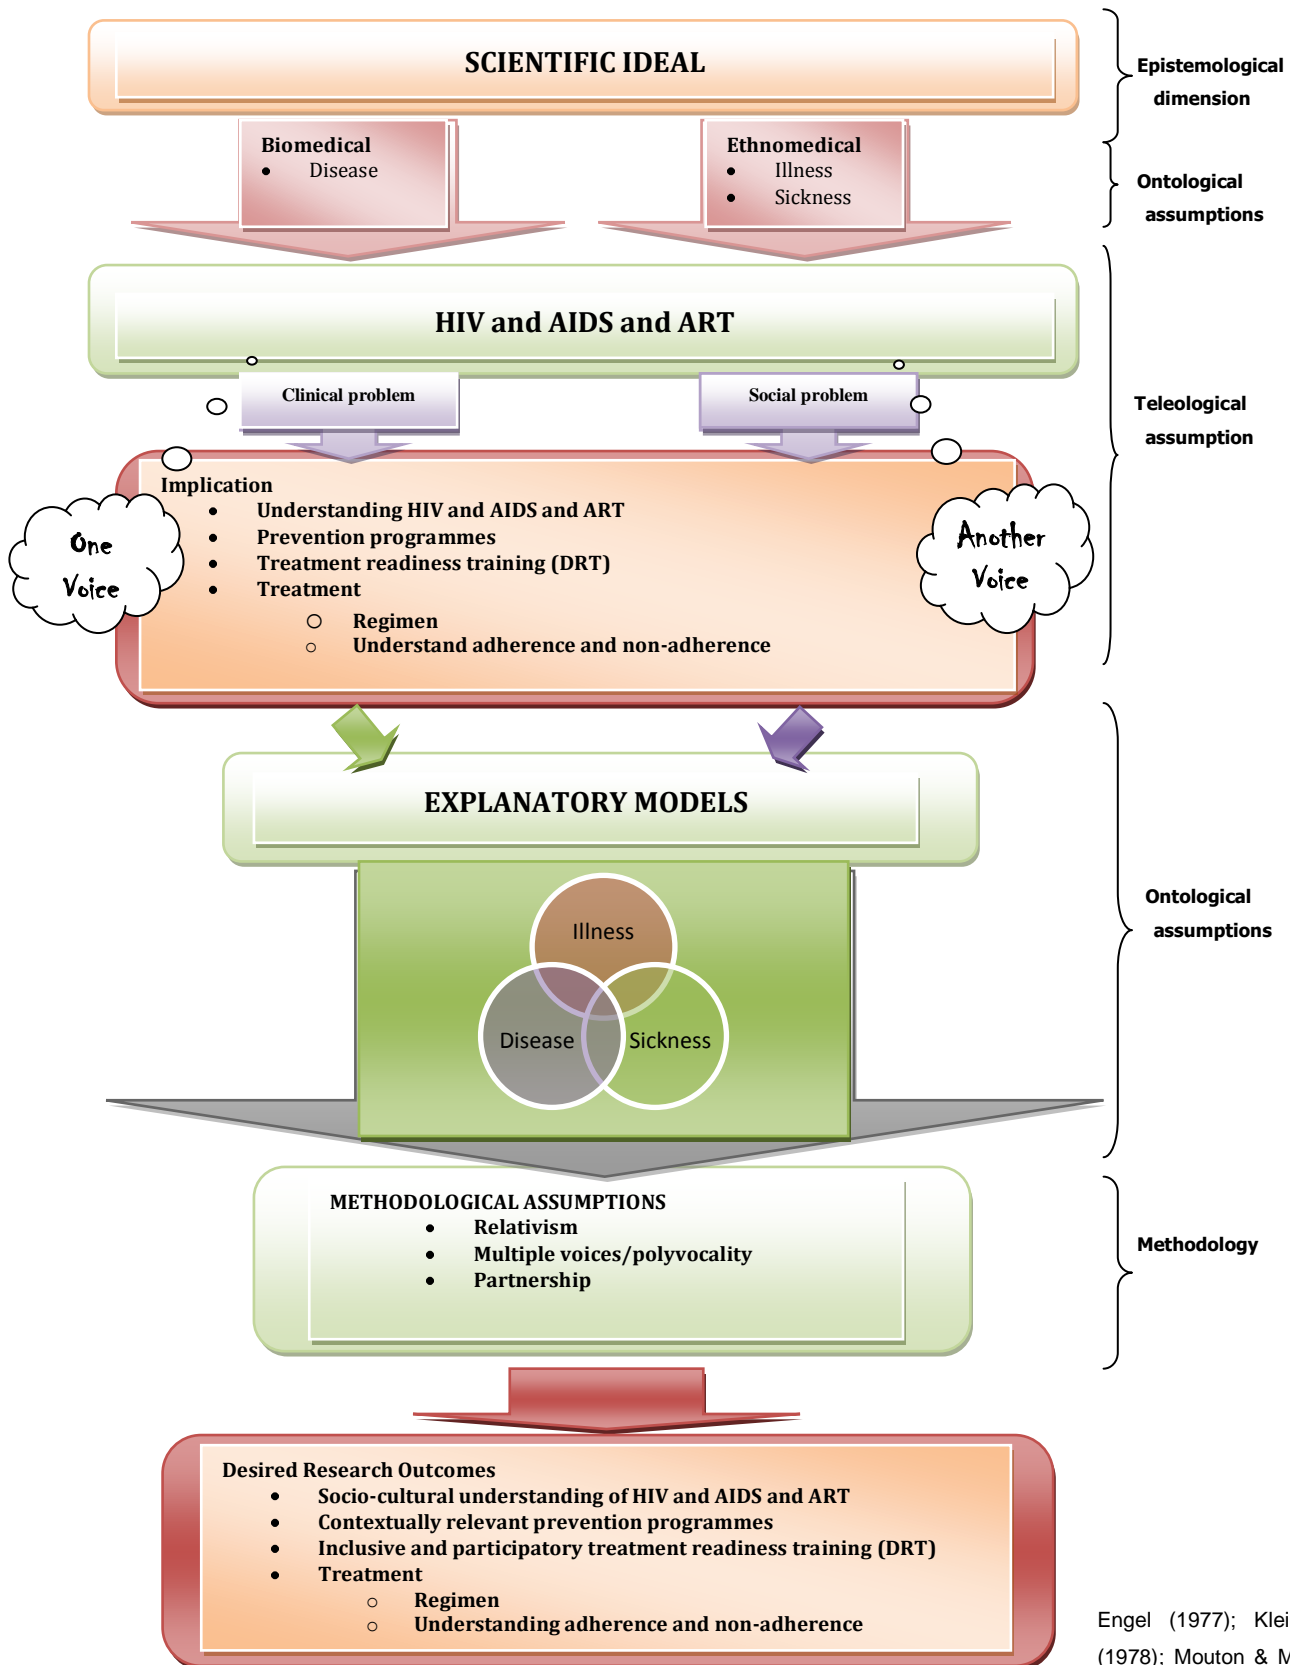 SCIENTIFIC IDEAL
Epistemological
dimension
Biomedical
• Disease
Ethnomedical
• Illness
• Sickness
Ontological
assumptions
HIV and AIDS and ART
Clinical problem
Social problem
Teleological
assumption
One
Voice
Implication
• Understanding HIV and AIDS and ART
• Prevention programmes
• Treatment readiness training (DRT)
• Treatment
○ Regimen
○ Understand adherence and non-adherence
Another
Voice
EXPLANATORY MODELS
Illness
Disease
Sickness
Ontological
assumptions
METHODOLOGICAL ASSUMPTIONS
• Relativism
• Multiple voices/polyvocality
• Partnership
Methodology
Desired Research Outcomes
• Socio-cultural understanding of HIV and AIDS and ART
• Contextually relevant prevention programmes
• Inclusive and participatory treatment readiness training (DRT)
• Treatment
○ Regimen
○ Understanding adherence and non-adherence
Engel (1977); Klei
(1978); Mouton & M